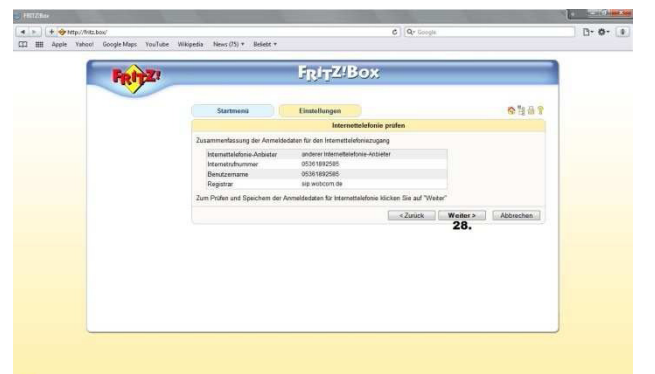 FRITZ!Box
http://fritz.box/
Google
Apple Yahoo! Google Maps YouTube Wikipedia News (75) Beliebt
FRITZ!
FRITZ!Box
Startmenü Einstellungen
Internettelefonie prüfen
Zusammenfassung der Anmeldedaten für den Internettelefoniezugang
Internettelefonie-Anbieter anderer Internettelefonie-Anbieter
Internetrufnummer 05361892585
Benutzername 05361892585
Registrar sip.wobcom.de
Zum Prüfen und Speichern der Anmeldedaten für Internettelefonie klicken Sie auf "Weiter"
< Zurück Weiter > Abbrechen
28.